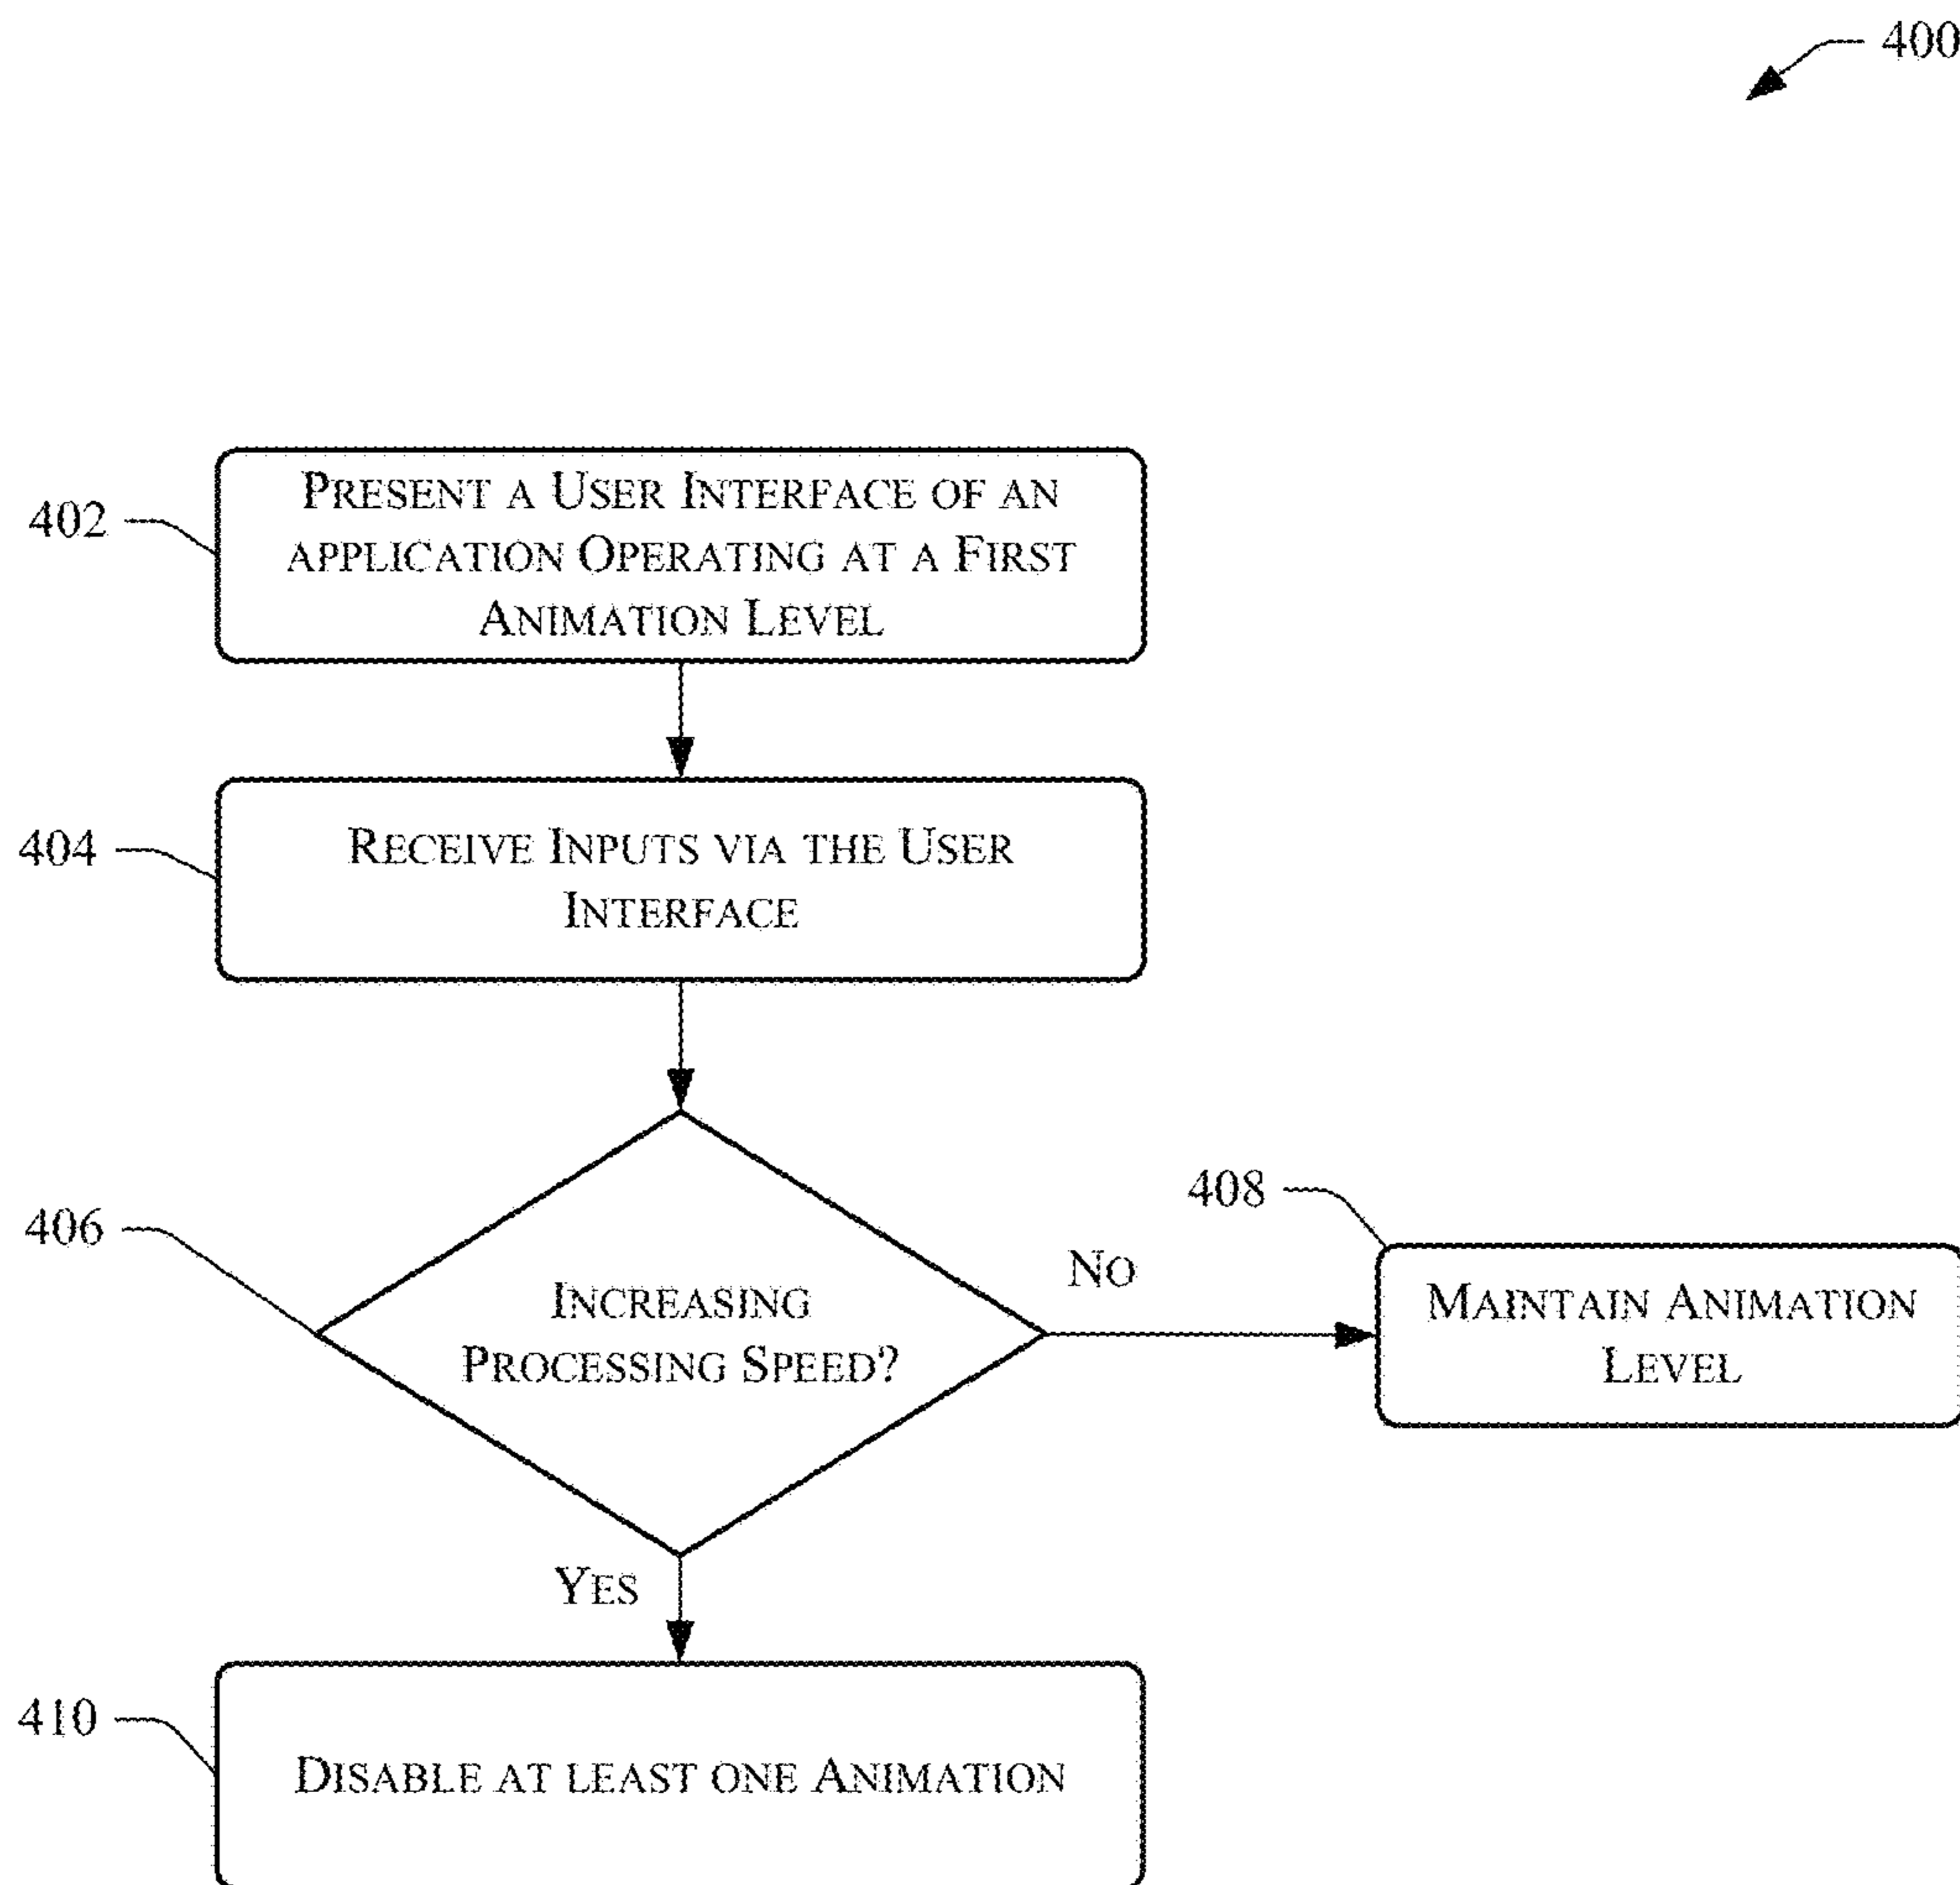 400
402
PRESENT A USER INTERFACE OF AN
APPLICATION OPERATING AT A FIRST
ANIMATION LEVEL
404
RECEIVE INPUTS VIA THE USER
INTERFACE
406
INCREASING
PROCESSING SPEED?
NO
408
MAINTAIN ANIMATION
LEVEL
YES
410
DISABLE AT LEAST ONE ANIMATION